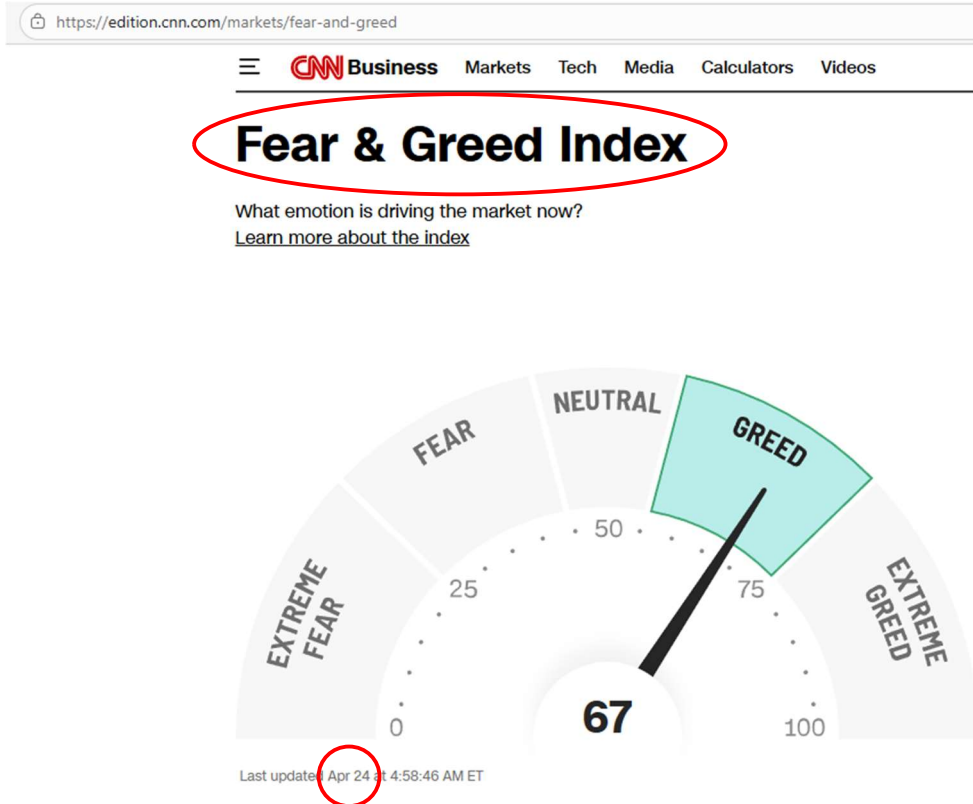 https://edition.cnn.com/markets/fear-and-greed
CNN Business Markets Tech Media Calculators Videos
Fear & Greed Index
What emotion is driving the market now?
Learn more about the index
EXTREME
FEAR
FEAR
NEUTRAL
GREED
EXTREME
GREED
0
25
50
75
100
67
Last updated Apr 24 at 4:58:46 AM ET